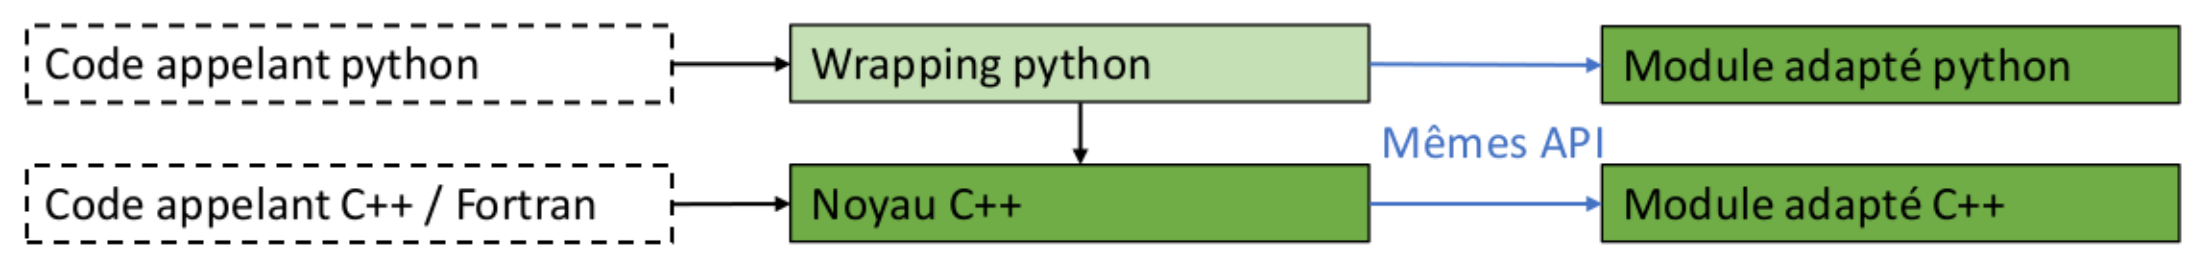 Code appelant python
Wrapping python
Module adapté python
Mêmes API
Code appelant C++ / Fortran
Noyau C++
Module adapté C++